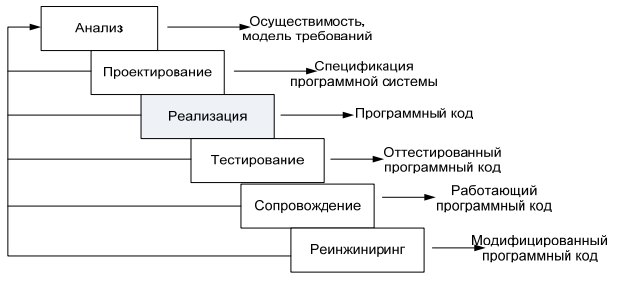 Анализ
Осуществимость,
модель требований
Проектирование
Спецификация
программной системы
Реализация
Программный код
Тестирование
Оттестированный
программный код
Сопровождение
Работающий
программный код
Реинжиниринг
Модифицированный
программный код